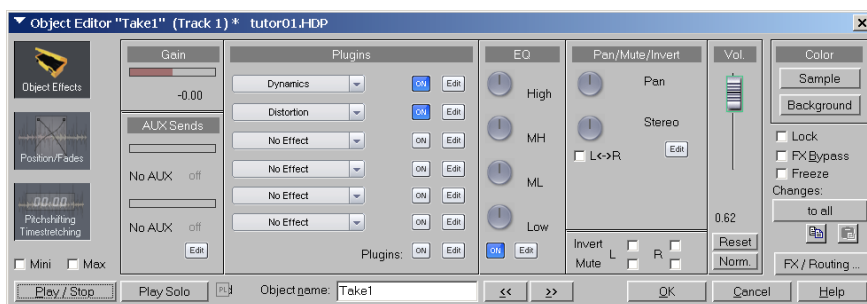 Object Editor "Take1" (Track 1) * tutor01.HDP
Gain Plugins EQ Pan/Mute/Invert Vol. Color
Object Effects
-0.00
AUX Sends
No AUX off
No AUX off
Edit
Position/Fades
00:00
Pitchshifting
Timestretching
Mini Max
Dynamics ON Edit
Distortion ON Edit
No Effect ON Edit
No Effect ON Edit
No Effect ON Edit
No Effect ON Edit
Plugins: ON Edit
High
MH
ML
Low
ON Edit
Pan
Stereo
L<->R Edit
Invert L R
Mute
0.62
Reset
Norm.
Sample
Background
Lock
FX Bypass
Freeze
Changes:
to all
FX / Routing ...
Play / Stop Play Solo Object name: Take1 << >> OK Cancel Help